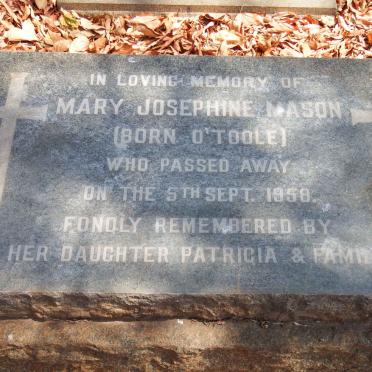 IN LOVING MEMORY OF
MARY JOSEPHINE MASON
(BORN O'TOOLE)
WHO PASSED AWAY
ON THE 5TH SEPT. 1958.
FONDLY REMEMBERED BY
HER DAUGHTER PATRICIA & FAMI